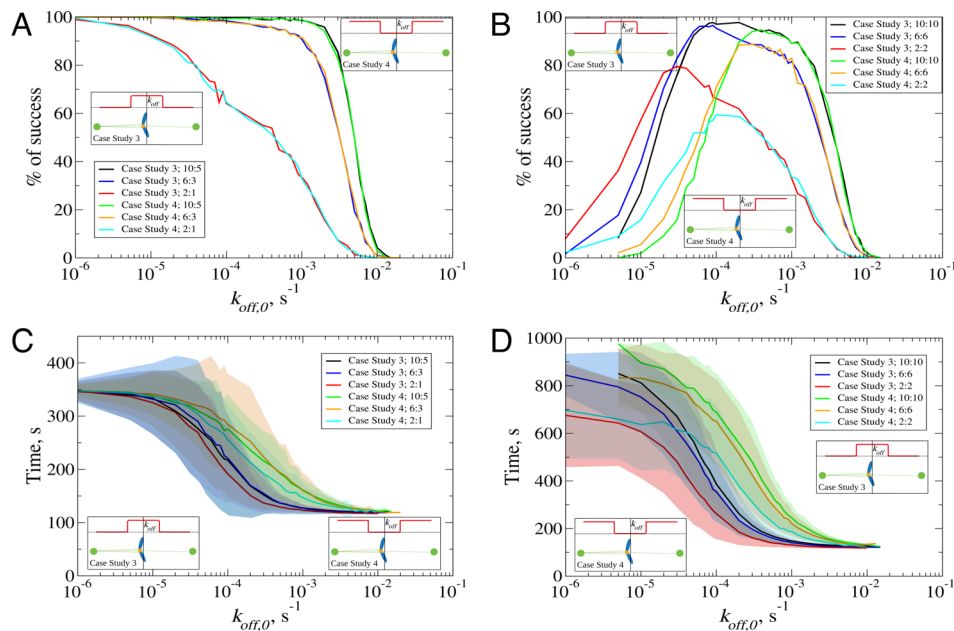 A
100
80
60
40
20
0
% of success
k_off
Case Study 3
k_off
Case Study 4
Case Study 3; 10:5
Case Study 3; 6:3
Case Study 3; 2:1
Case Study 4; 10:5
Case Study 4; 6:3
Case Study 4; 2:1
10^-6
10^-5
10^-4
10^-3
10^-2
10^-1
k_off,0, s^-1
B
100
80
60
40
20
0
% of success
k_off
Case Study 3
Case Study 3; 10:10
Case Study 3; 6:6
Case Study 3; 2:2
Case Study 4; 10:10
Case Study 4; 6:6
Case Study 4; 2:2
k_off
Case Study 4
10^-6
10^-5
10^-4
10^-3
10^-2
10^-1
k_off,0, s^-1
C
400
300
200
100
0
Time, s
Case Study 3; 10:5
Case Study 3; 6:3
Case Study 3; 2:1
Case Study 4; 10:5
Case Study 4; 6:3
Case Study 4; 2:1
k_off
Case Study 3
k_off
Case Study 4
10^-6
10^-5
10^-4
10^-3
10^-2
10^-1
k_off,0, s^-1
D
1000
800
600
400
200
0
Time, s
Case Study 3; 10:10
Case Study 3; 6:6
Case Study 3; 2:2
Case Study 4; 10:10
Case Study 4; 6:6
Case Study 4; 2:2
k_off
Case Study 3
k_off
Case Study 4
10^-6
10^-5
10^-4
10^-3
10^-2
10^-1
k_off,0, s^-1